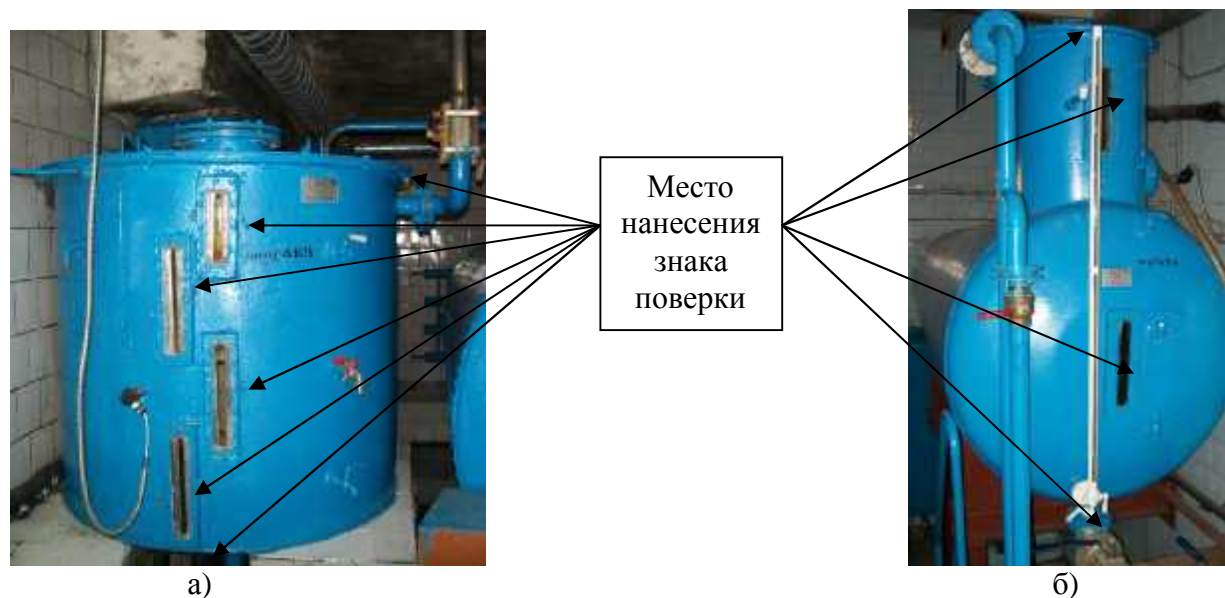 Место
нанесения
знака
поверки
а)
б)